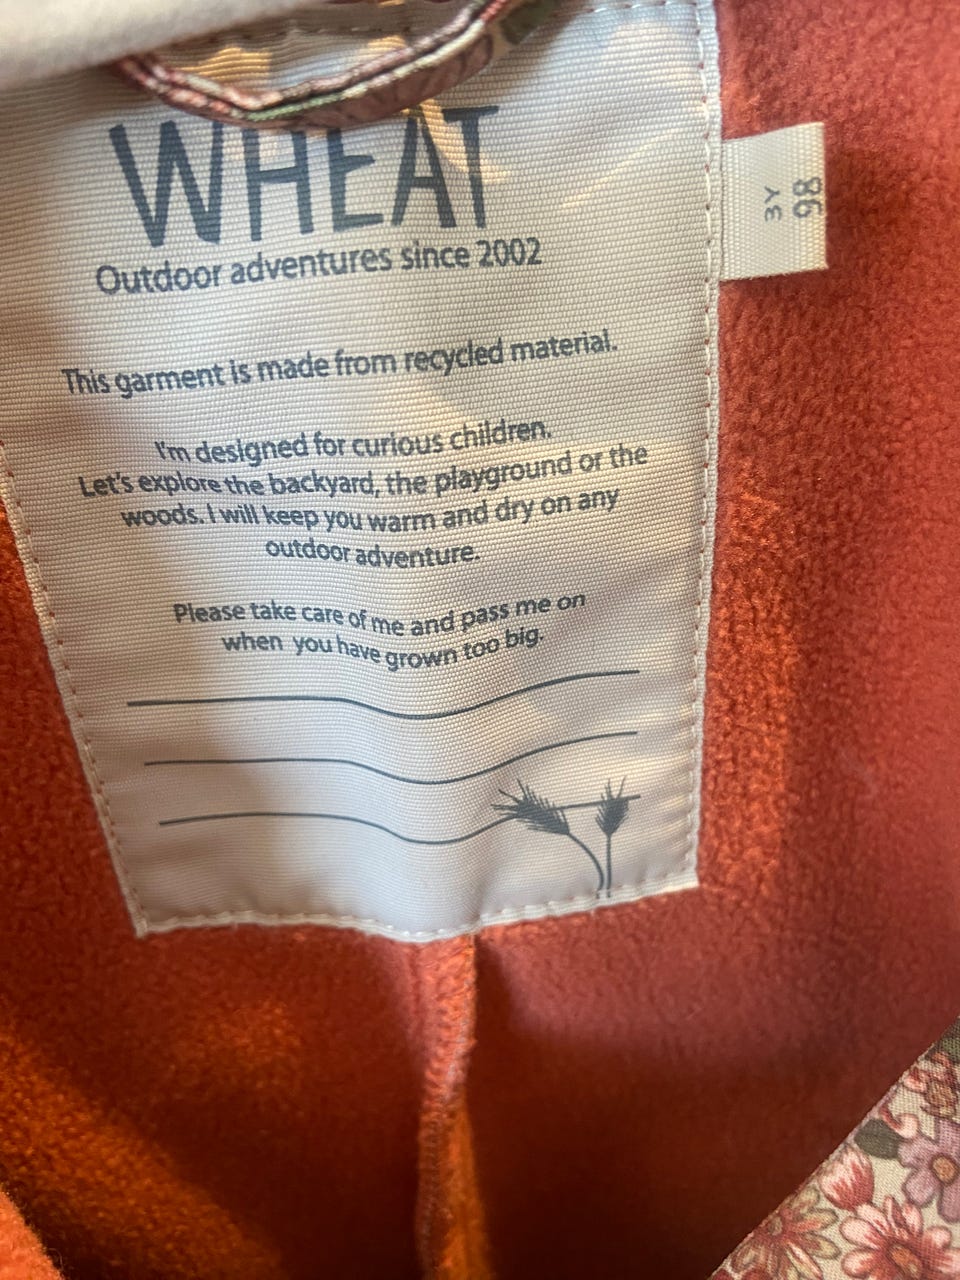 WHEAT
Outdoor adventures since 2002
This garment is made from recycled material.
I'm designed for curious children.
Let's explore the backyard, the playground or the
woods. I will keep you warm and dry on any
outdoor adventure.
Please take care of me and pass me on
when you have grown too big.
3Y
98